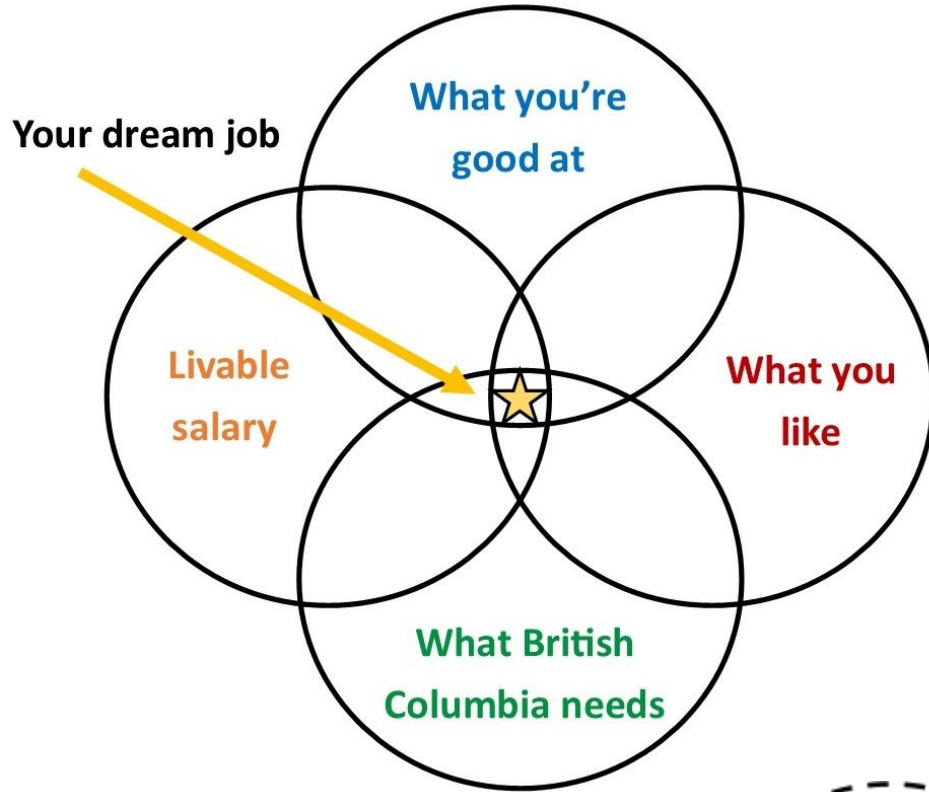 What you're
good at
Your dream job
Livable
salary
What you
like
What British
Columbia needs